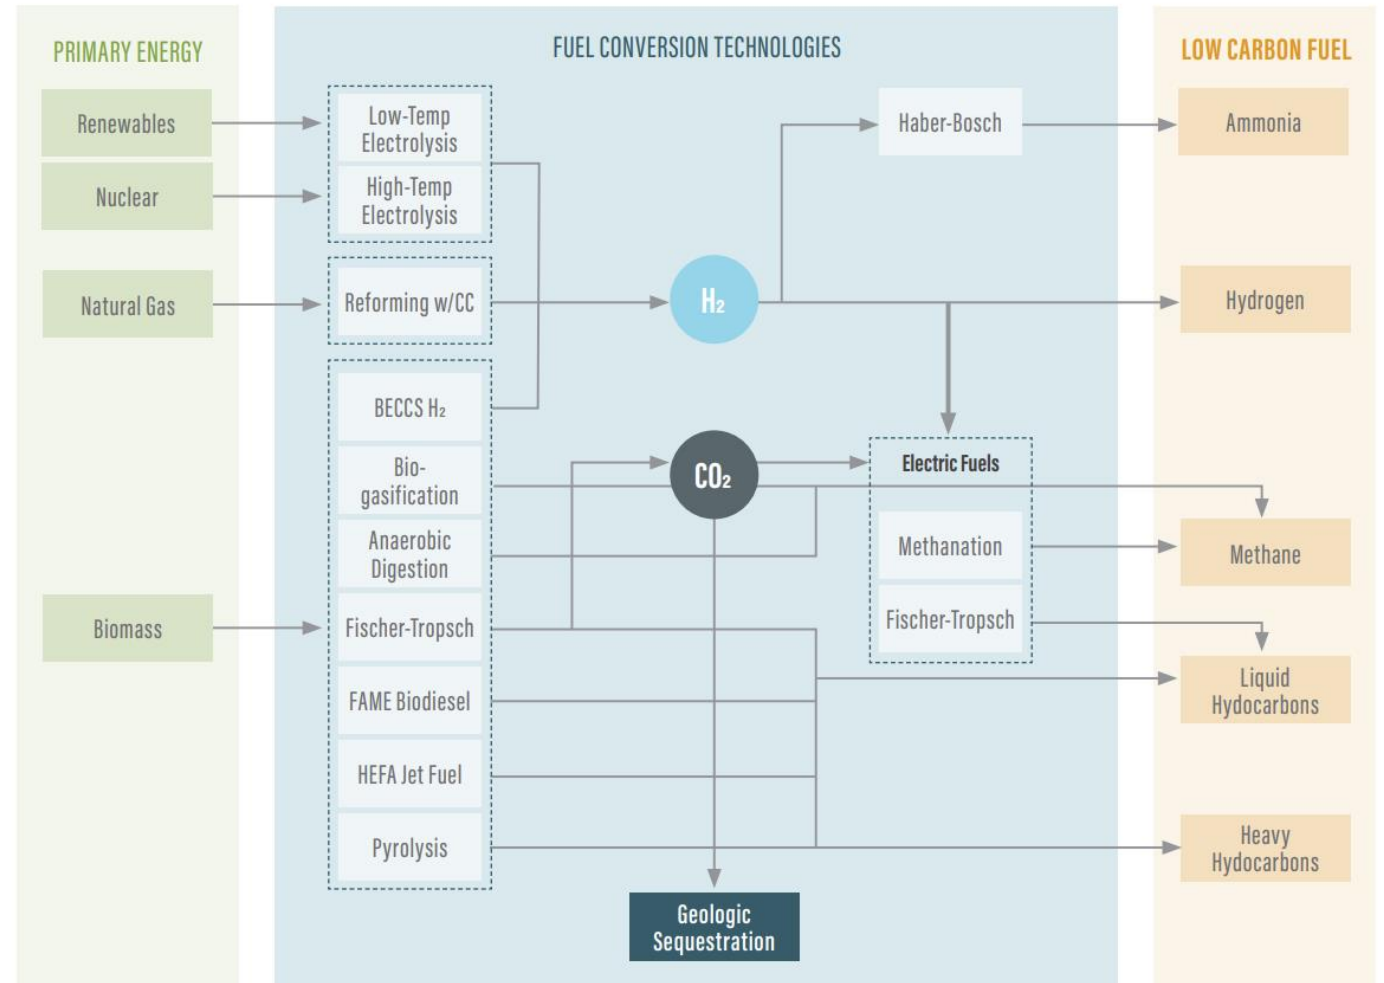 PRIMARY ENERGY
FUEL CONVERSION TECHNOLOGIES
LOW CARBON FUEL
Renewables
Nuclear
Natural Gas
Biomass
Low-Temp
Electrolysis
High-Temp
Electrolysis
Reforming w/CC
BECCS H₂
Bio-
gasification
Anaerobic
Digestion
Fischer-Tropsch
FAME Biodiesel
HEFA Jet Fuel
Pyrolysis
H₂
CO₂
Geologic
Sequestration
Haber-Bosch
Electric Fuels
Methanation
Fischer-Tropsch
Ammonia
Hydrogen
Methane
Liquid
Hydocarbons
Heavy
Hydocarbons